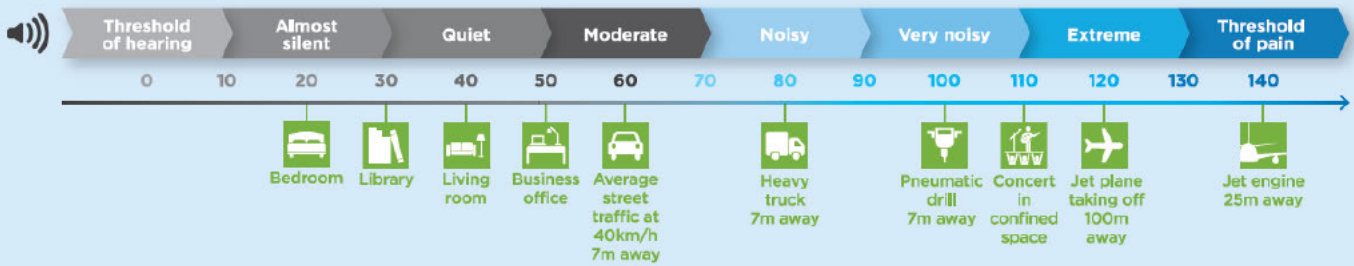 Threshold
of hearing
Almost
silent
Quiet
Moderate
Noisy
Very noisy
Extreme
Threshold
of pain
0 10 20 30 40 50 60 70 80 90 100 110 120 130 140
Bedroom
Library
Living
room
Business
office
Average
street
traffic at
40km/h
7m away
Heavy
truck
7m away
Pneumatic
drill
7m away
Concert
in
confined
space
Jet plane
taking off
100m
away
Jet engine
25m away